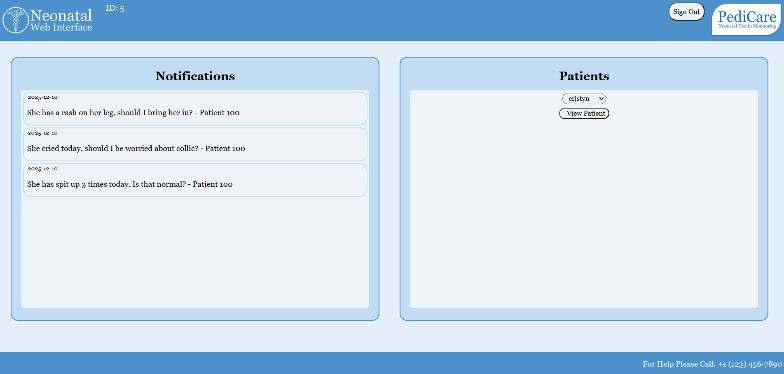 Neonatal
Web Interface
ID: 5
Sign Out
PediCare
Neonatal Health Monitoring
Notifications
2025-12-10
She has a rash on her leg, should I bring her in? - Patient 100
2025-12-10
She cried today, should I be worried about collic? - Patient 100
2025-12-10
She has spit up 3 times today. Is that normal? - Patient 100
Patients
cristyn
View Patient
For Help Please Call: +1 (123) 456-7890